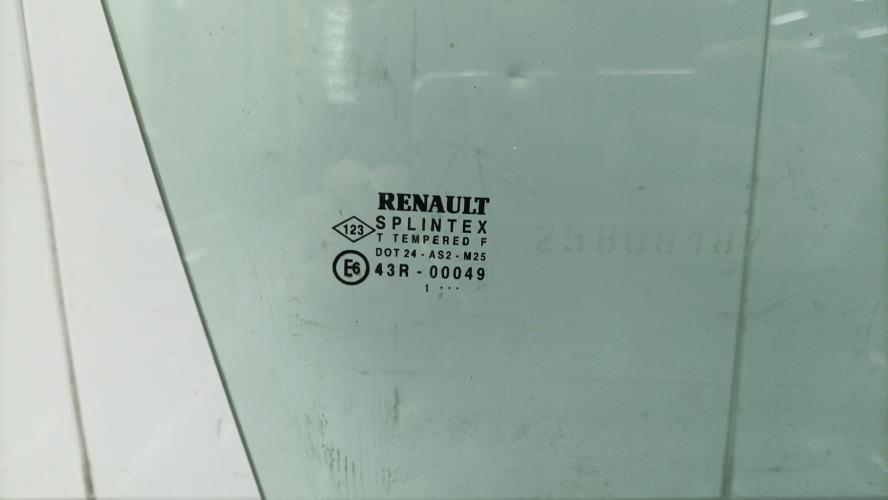 RENAULT
123 SPLINTEX
T TEMPERED F
DOT 24 - AS2 - M25
E6 43R - 00049
1 ...